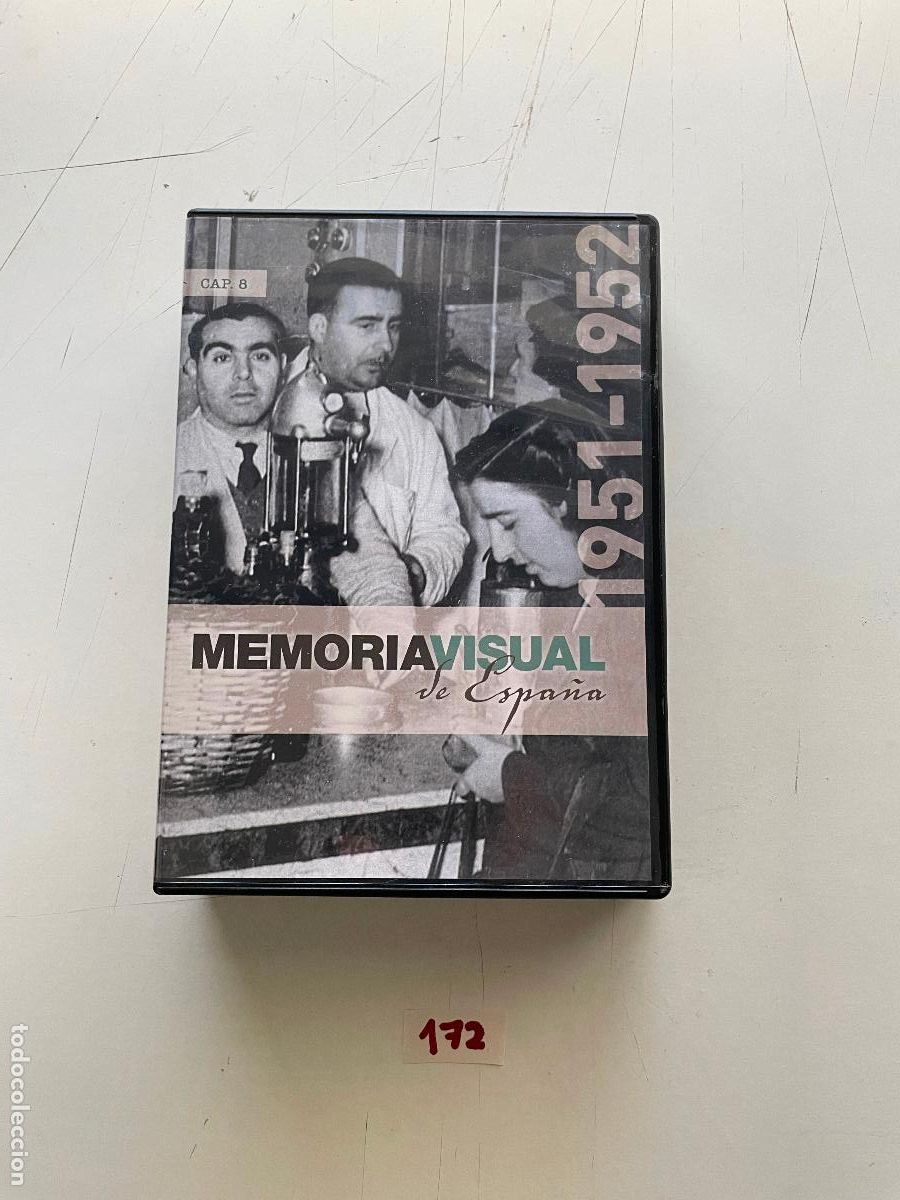 CAP. 8
1951-1952
MEMORIAVISUAL
de España
172
todocoleccion